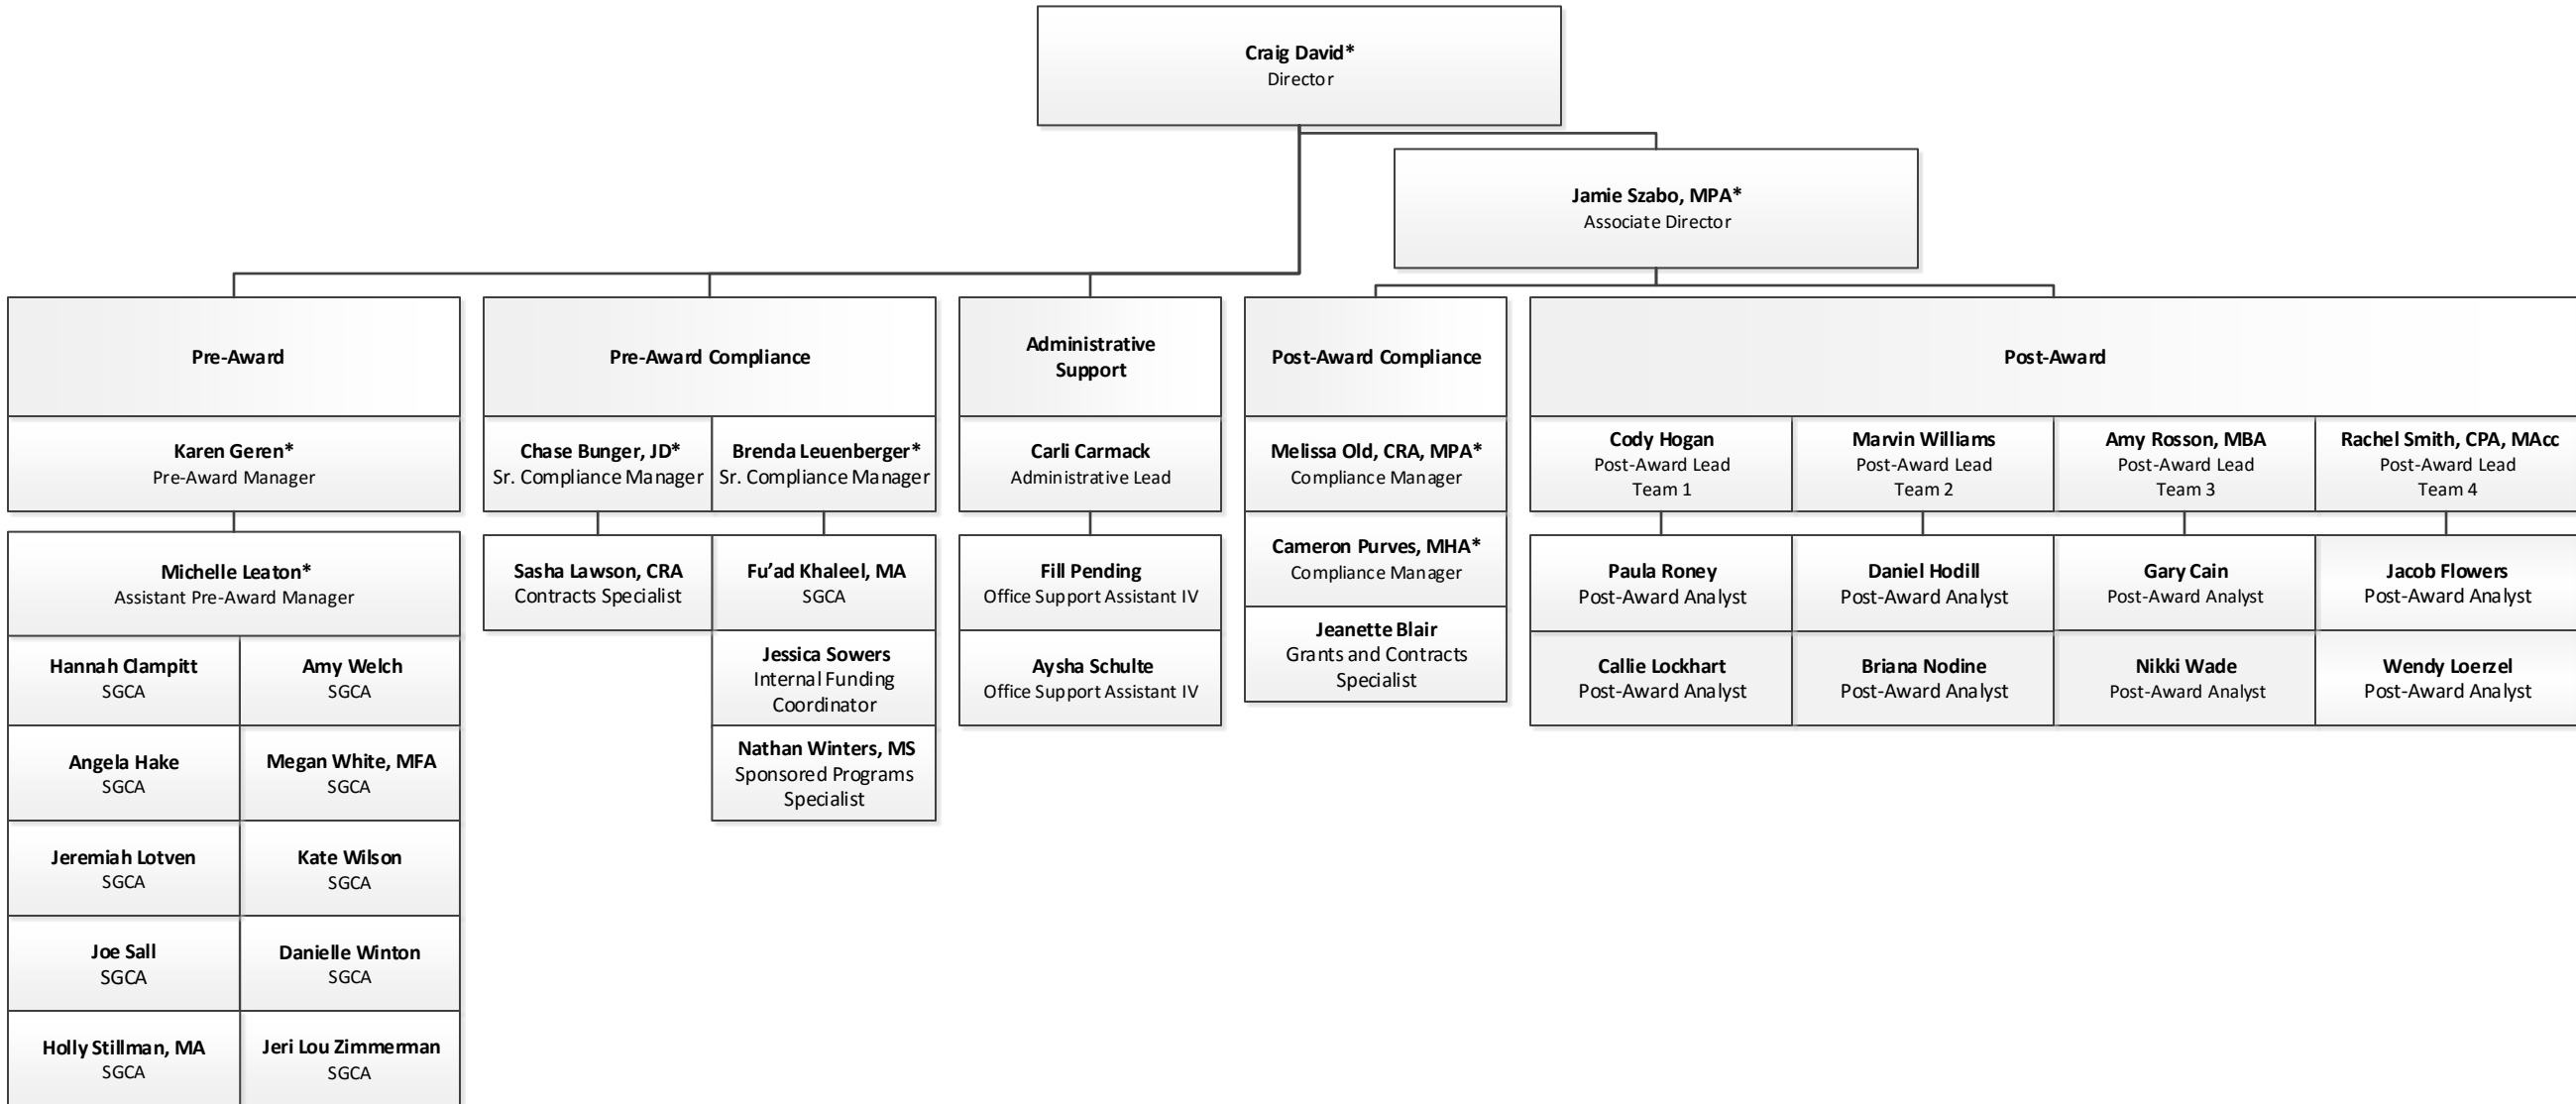 Craig David*
Director
Jamie Szabo, MPA*
Associate Director
Pre-Award
Karen Geren*
Pre-Award Manager
Michelle Leaton*
Assistant Pre-Award Manager
Hannah Clampitt
SGCA
Amy Welch
SGCA
Angela Hake
SGCA
Megan White, MFA
SGCA
Jeremiah Lotven
SGCA
Kate Wilson
SGCA
Joe Sall
SGCA
Danielle Winton
SGCA
Holly Stillman, MA
SGCA
Jeri Lou Zimmerman
SGCA
Pre-Award Compliance
Chase Bunger, JD*
Sr. Compliance Manager
Sasha Lawson, CRA
Contracts Specialist
Brenda Leuenberger*
Sr. Compliance Manager
Fu’ad Khaleel, MA
SGCA
Jessica Sowers
Internal Funding
Coordinator
Nathan Winters, MS
Sponsored Programs
Specialist
Administrative
Support
Carli Carmack
Administrative Lead
Fill Pending
Office Support Assistant IV
Aysha Schulte
Office Support Assistant IV
Post-Award Compliance
Melissa Old, CRA, MPA*
Compliance Manager
Cameron Purves, MHA*
Compliance Manager
Jeanette Blair
Grants and Contracts
Specialist
Post-Award
Cody Hogan
Post-Award Lead
Team 1
Paula Roney
Post-Award Analyst
Callie Lockhart
Post-Award Analyst
Marvin Williams
Post-Award Lead
Team 2
Daniel Hodill
Post-Award Analyst
Briana Nodine
Post-Award Analyst
Amy Rosson, MBA
Post-Award Lead
Team 3
Gary Cain
Post-Award Analyst
Nikki Wade
Post-Award Analyst
Rachel Smith, CPA, MAcc
Post-Award Lead
Team 4
Jacob Flowers
Post-Award Analyst
Wendy Loerzel
Post-Award Analyst